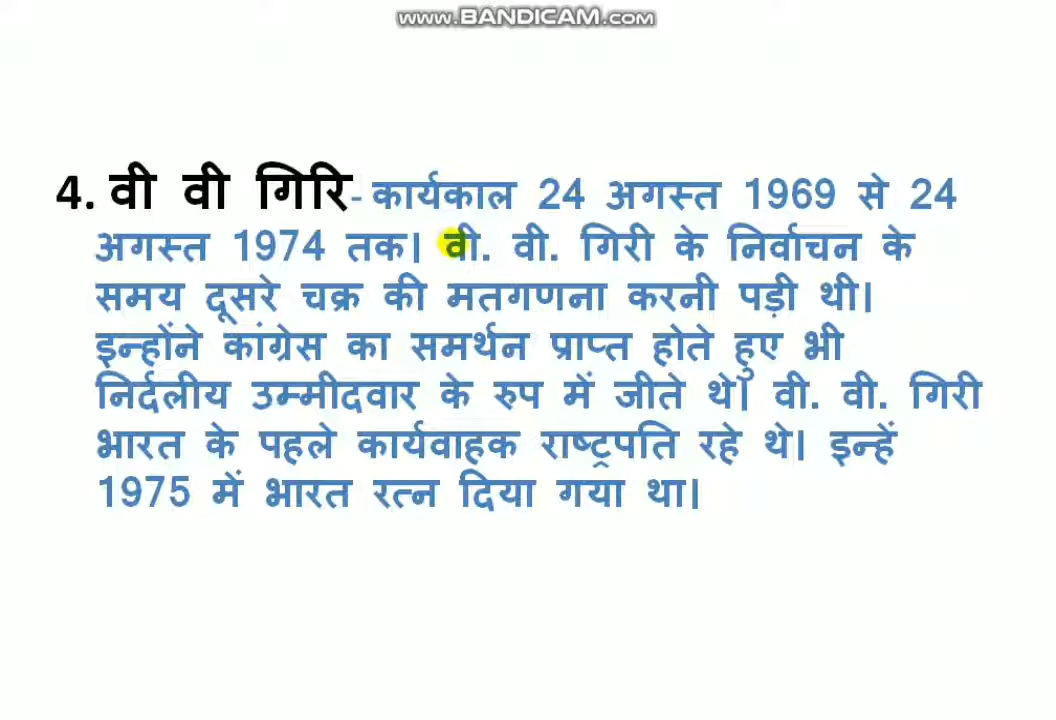 www.BANDICAM.com
4. वी वी गिरि- कार्यकाल 24 अगस्त 1969 से 24
अगस्त 1974 तक। वी. वी. गिरी के निर्वाचन के
समय दूसरे चक्र की मतगणना करनी पड़ी थी।
इन्होंने कांग्रेस का समर्थन प्राप्त होते हुए भी
निर्दलीय उम्मीदवार के रुप में जीते थे। वी. वी. गिरी
भारत के पहले कार्यवाहक राष्ट्रपति रहे थे। इन्हें
1975 में भारत रत्न दिया गया था।